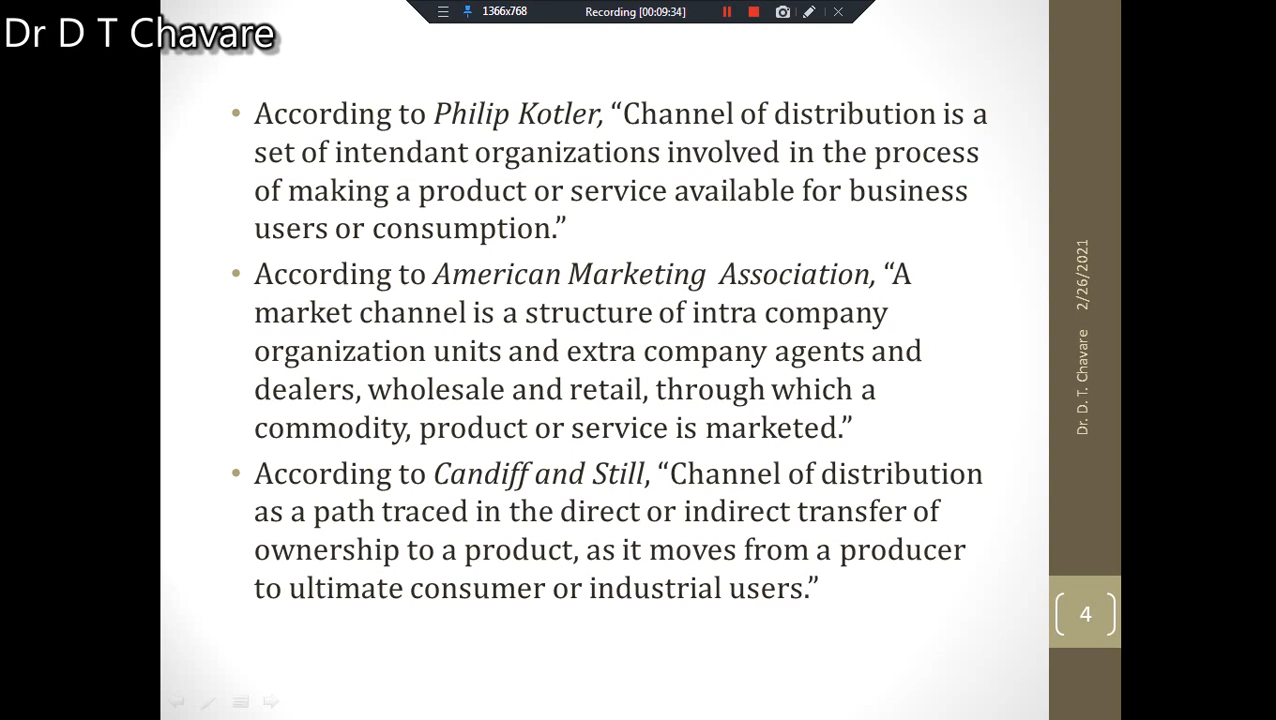 1366x768 Recording [00:09:34]
Dr D T Chavare
• According to Philip Kotler, “Channel of distribution is a
set of intendant organizations involved in the process
of making a product or service available for business
users or consumption.”
• According to American Marketing Association, “A
market channel is a structure of intra company
organization units and extra company agents and
dealers, wholesale and retail, through which a
commodity, product or service is marketed.”
• According to Candiff and Still, “Channel of distribution
as a path traced in the direct or indirect transfer of
ownership to a product, as it moves from a producer
to ultimate consumer or industrial users.”
Dr. D. T. Chavare 2/26/2021
4